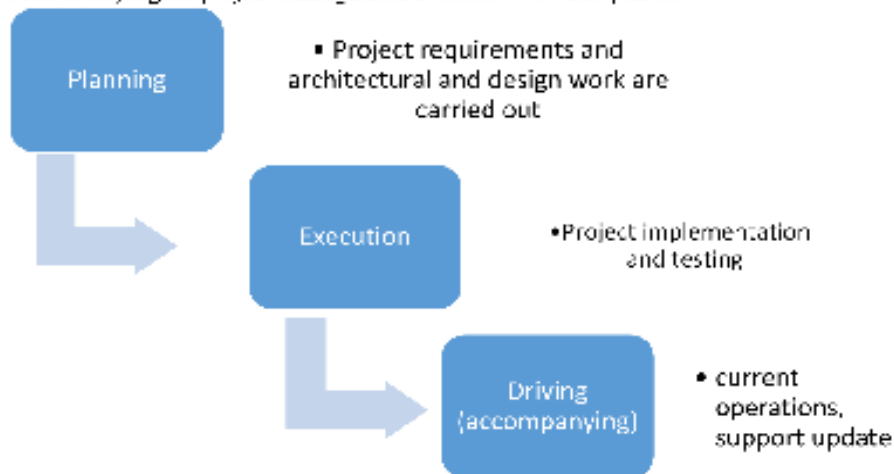 Planning
▪ Project requirements and
architectural and design work are
carried out
Execution
•Project implementation
and testing
Driving
(accompanying)
• current
operations,
support update